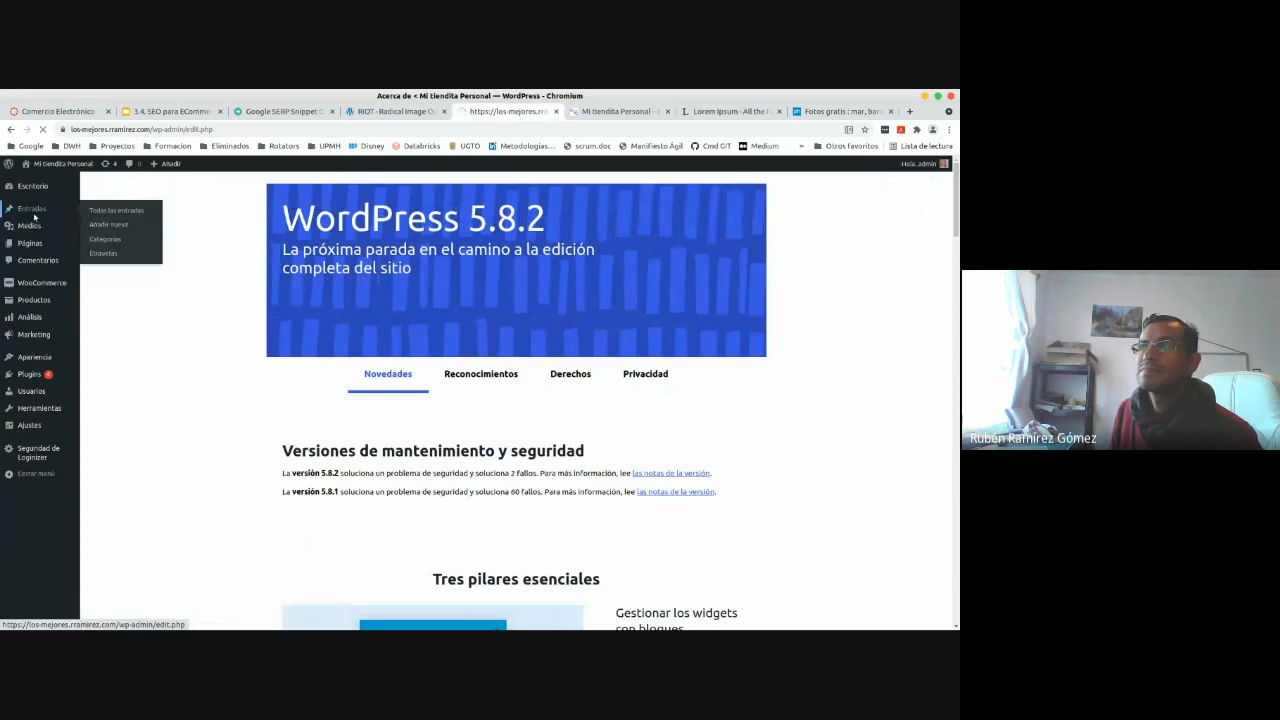 Acerca de < Mi tiendita Personal — WordPress - Chromium
Comercio Electrónico
3.4. SEO para EComme
Google SERP Snippet O
RIOT - Radical Image Op
https://los-mejores.rra
Mi tiendita Personal –
Lorem Ipsum - All the F
Fotos gratis : mar, bar
los-mejores.rramirez.com/wp-admin/edit.php
Google
DWH
Proyectos
Formacion
Eliminados
Rotators
UPMH
Disney
Databricks
UGTO
Metodologías...
scrum.doc
Manifiesto Ágil
Cmd GIT
Medium
Otros favoritos
Lista de lectura
Mi tiendita Personal
4
0
Añadir
Hola, admin
Escritorio
Entradas
Todas las entradas
Añadir nueva
Categorías
Etiquetas
Medios
Páginas
Comentarios
WooCommerce
Productos
Análisis
Marketing
Apariencia
Plugins 4
Usuarios
Herramientas
Ajustes
Seguridad de
Loginizer
Cerrar menú
WordPress 5.8.2
La próxima parada en el camino a la edición
completa del sitio
Novedades
Reconocimientos
Derechos
Privacidad
Versiones de mantenimiento y seguridad
La versión 5.8.2 soluciona un problema de seguridad y soluciona 2 fallos. Para más información, lee las notas de la versión.
La versión 5.8.1 soluciona un problema de seguridad y soluciona 60 fallos. Para más información, lee las notas de la versión.
Tres pilares esenciales
Gestionar los widgets
con bloques
https://los-mejores.rramirez.com/wp-admin/edit.php
Rubén Ramírez Gómez